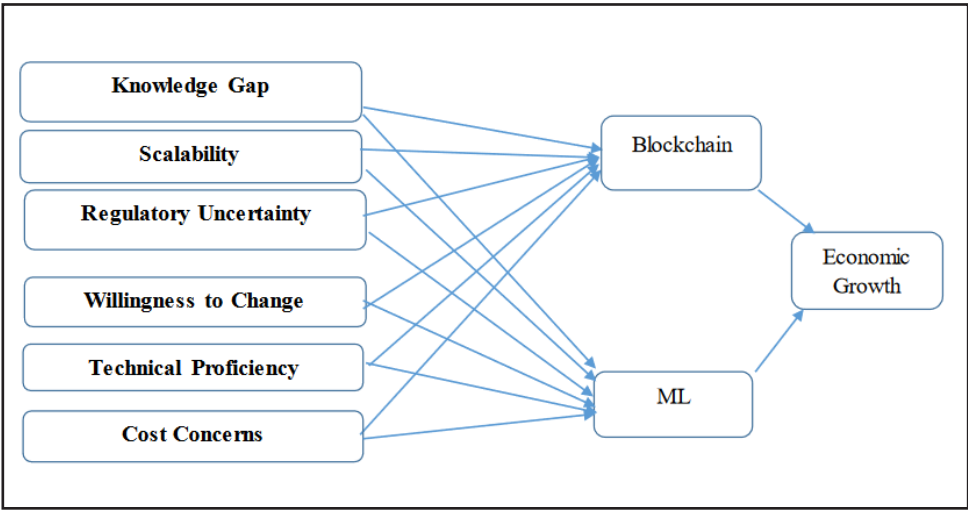 Knowledge Gap
Scalability
Regulatory Uncertainty
Willingness to Change
Technical Proficiency
Cost Concerns
Blockchain
ML
Economic
Growth